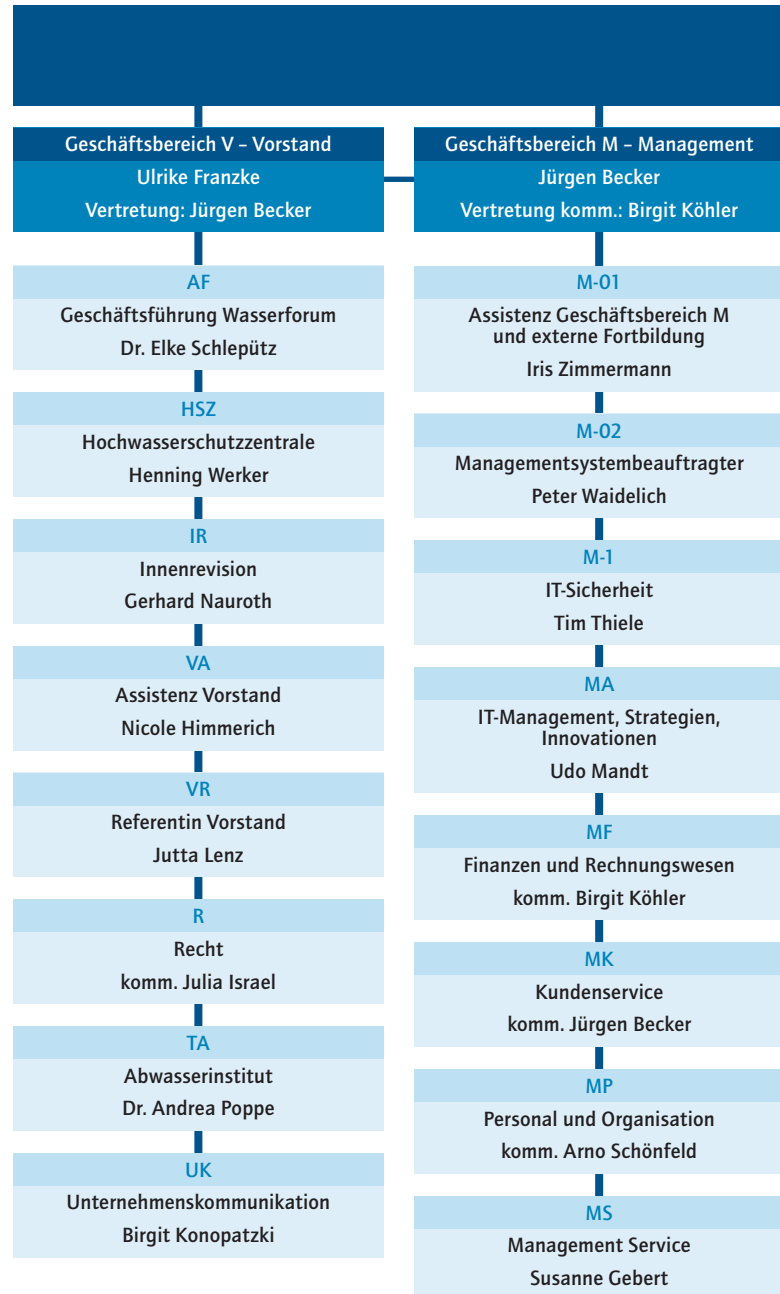 Geschäftsbereich V – Vorstand
Ulrike Franzke
Vertretung: Jürgen Becker
AF
Geschäftsführung Wasserforum
Dr. Elke Schlepütz
HSZ
Hochwasserschutzzentrale
Henning Werker
IR
Innenrevision
Gerhard Nauroth
VA
Assistenz Vorstand
Nicole Himmerich
VR
Referentin Vorstand
Jutta Lenz
R
Recht
komm. Julia Israel
TA
Abwasserinstitut
Dr. Andrea Poppe
UK
Unternehmenskommunikation
Birgit Konopatzki
Geschäftsbereich M – Management
Jürgen Becker
Vertretung komm.: Birgit Köhler
M-01
Assistenz Geschäftsbereich M
und externe Fortbildung
Iris Zimmermann
M-02
Managementsystembeauftragter
Peter Waidelich
M-1
IT-Sicherheit
Tim Thiele
MA
IT-Management, Strategien,
Innovationen
Udo Mandt
MF
Finanzen und Rechnungswesen
komm. Birgit Köhler
MK
Kundenservice
komm. Jürgen Becker
MP
Personal und Organisation
komm. Arno Schönfeld
MS
Management Service
Susanne Gebert